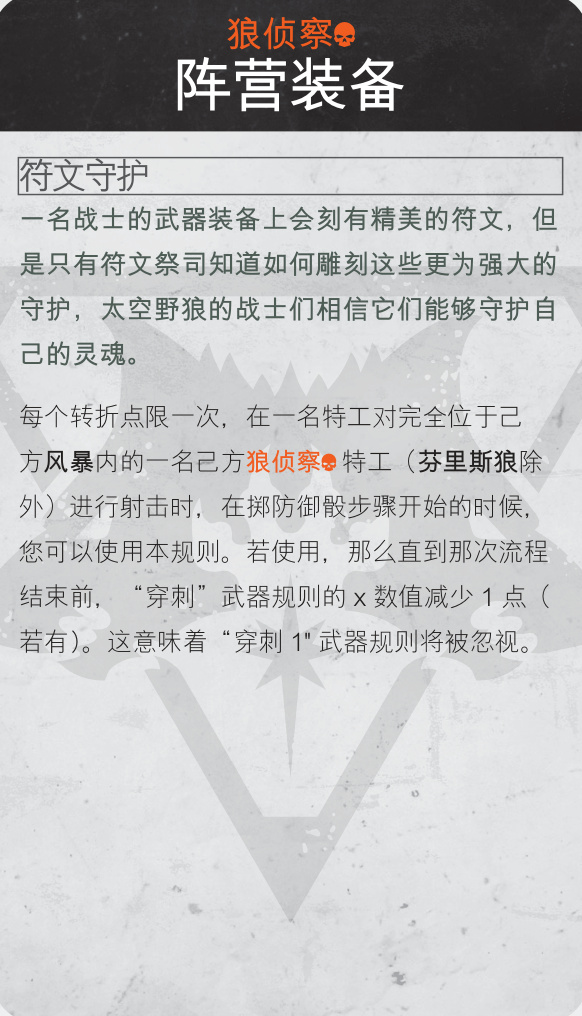 狼侦察
阵营装备
符文守护
一名战士的武器装备上会刻有精美的符文，但
是只有符文祭司知道如何雕刻这些更为强大的
守护，太空野狼的战士们相信它们能够守护自
己的灵魂。
每个转折点限一次，在一名特工对完全位于己
方风暴内的一名己方狼侦察特工（芬里斯狼除
外）进行射击时，在掷防御骰步骤开始的时候，
您可以使用本规则。若使用，那么直到那次流程
结束前，“穿刺”武器规则的 x 数值减少 1 点（
若有）。这意味着“穿刺 1" 武器规则将被忽视。